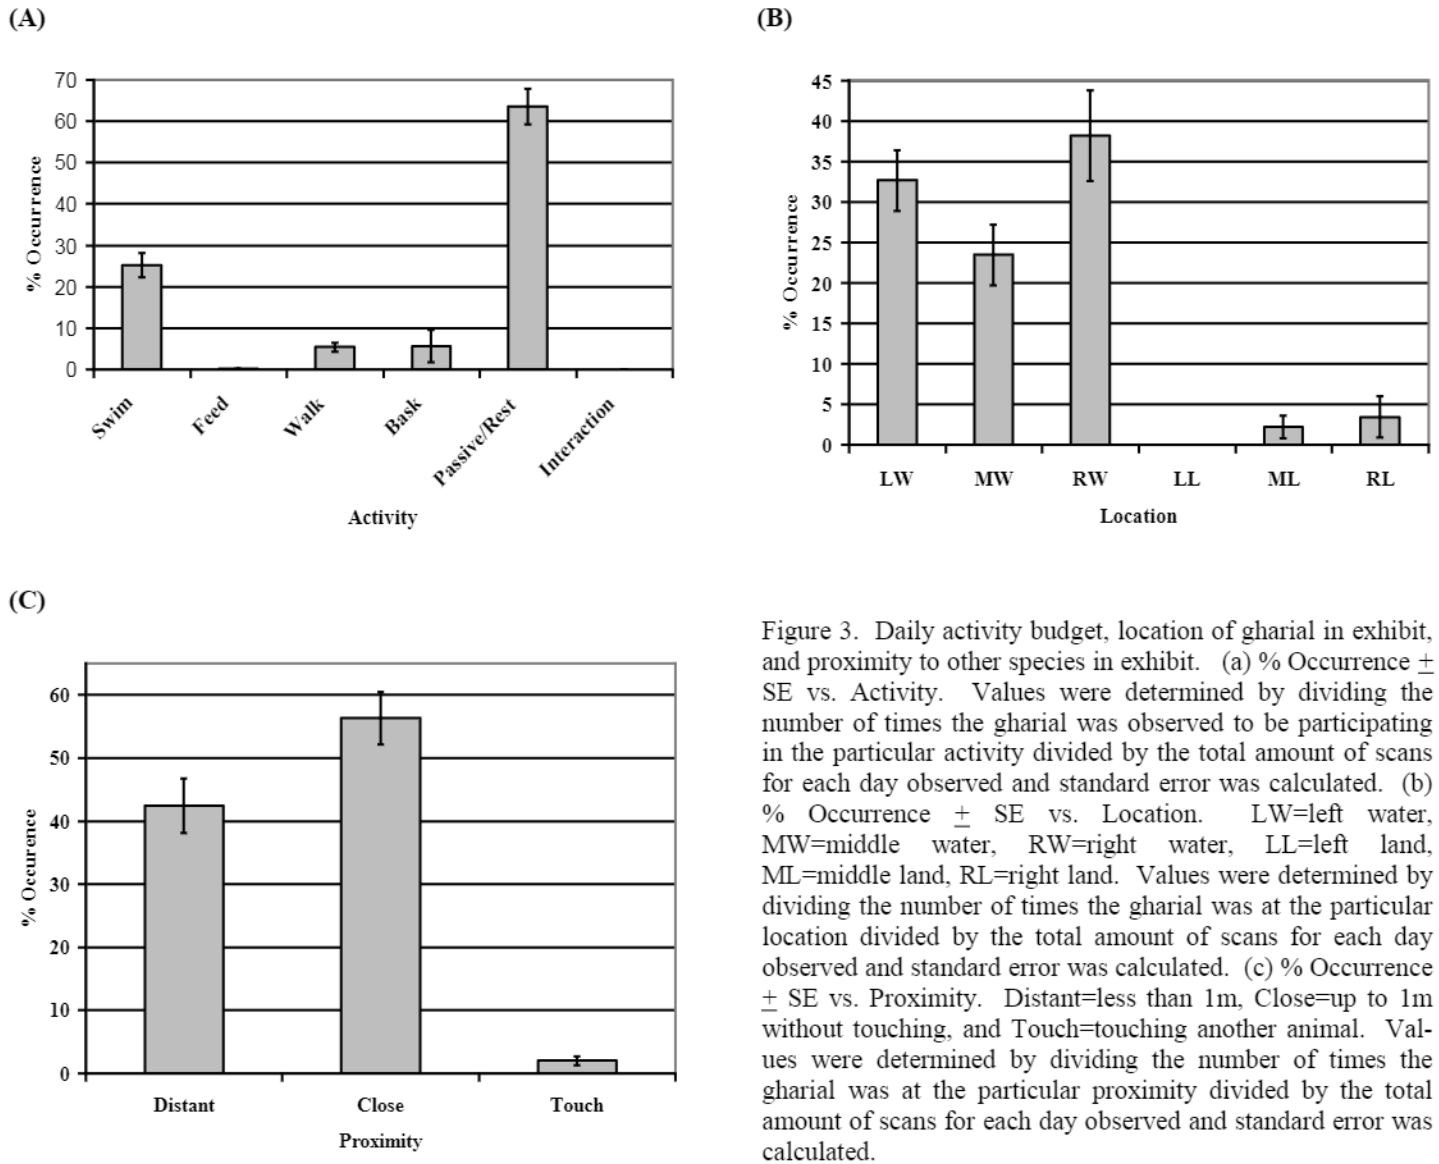 (A)
70
60
50
40
30
20
10
0
% Occurrence
Swim
Feed
Walk
Bask
Passive/Rest
Interaction
Activity
(B)
45
40
35
30
25
20
15
10
5
0
% Occurrence
LW MW RW LL ML RL
Location
(C)
60
50
40
30
20
10
0
% Occurence
Distant Close Touch
Proximity
Figure 3. Daily activity budget, location of gharial in exhibit,
and proximity to other species in exhibit. (a) % Occurrence ±
SE vs. Activity. Values were determined by dividing the
number of times the gharial was observed to be participating
in the particular activity divided by the total amount of scans
for each day observed and standard error was calculated. (b)
% Occurrence ± SE vs. Location. LW=left water,
MW=middle water, RW=right water, LL=left land,
ML=middle land, RL=right land. Values were determined by
dividing the number of times the gharial was at the particular
location divided by the total amount of scans for each day
observed and standard error was calculated. (c) % Occurrence
± SE vs. Proximity. Distant=less than 1m, Close=up to 1m
without touching, and Touch=touching another animal. Val-
ues were determined by dividing the number of times the
gharial was at the particular proximity divided by the total
amount of scans for each day observed and standard error was
calculated.